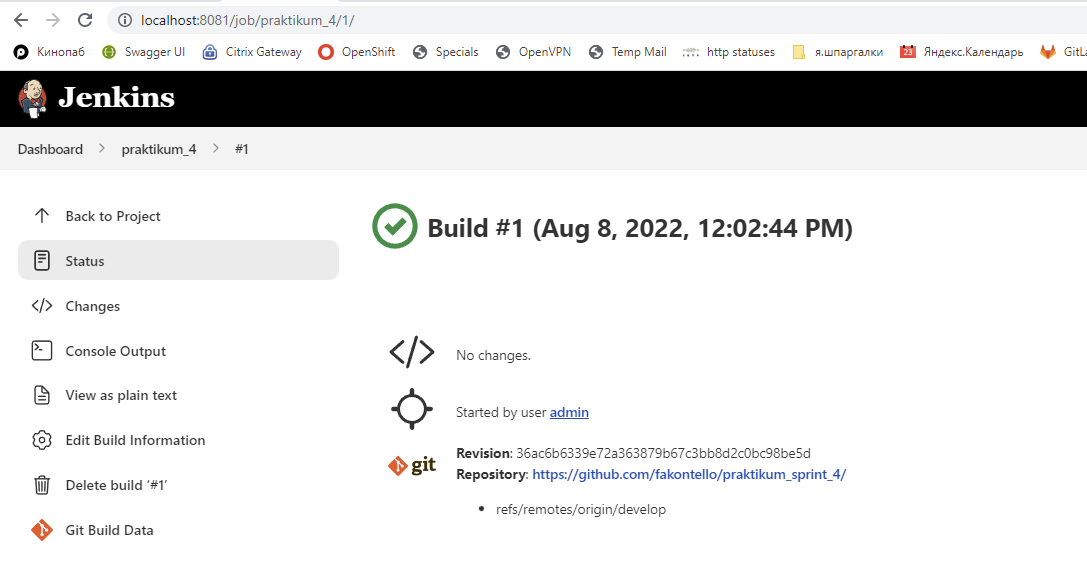 localhost:8081/job/praktikum_4/1/
Кинопаб Swagger UI Citrix Gateway OpenShift Specials OpenVPN Temp Mail http statuses я.шпаргалки 23 Яндекс.Календарь GitLa
Jenkins
Dashboard praktikum_4 #1
Back to Project
Status
Changes
Console Output
View as plain text
Edit Build Information
Delete build ‘#1’
Git Build Data
Build #1 (Aug 8, 2022, 12:02:44 PM)
</> No changes.
Started by user admin
git
Revision: 36ac6b6339e72a363879b67c3bb8d2c0bc98be5d
Repository: https://github.com/fakontello/praktikum_sprint_4/
• refs/remotes/origin/develop